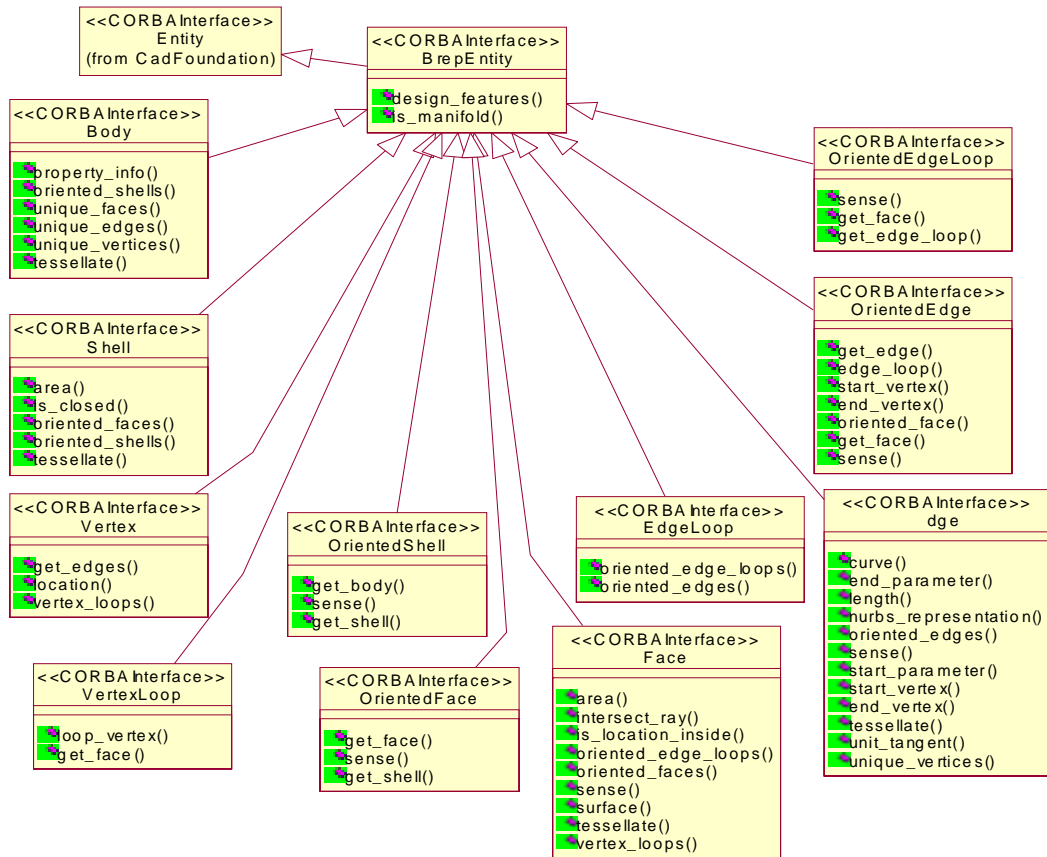 <<CORBAInterface>>
Entity
(from CadFoundation)
<<CORBAInterface>>
BrepEntity
design_features()
is_manifold()
<<CORBAInterface>>
Body
property_info()
oriented_shells()
unique_faces()
unique_edges()
unique_vertices()
tessellate()
<<CORBAInterface>>
OrientedEdgeLoop
sense()
get_face()
get_edge_loop()
<<CORBAInterface>>
OrientedEdge
get_edge()
edge_loop()
start_vertex()
end_vertex()
oriented_face()
get_face()
sense()
<<CORBAInterface>>
Shell
area()
is_closed()
oriented_faces()
oriented_shells()
tessellate()
<<CORBAInterface>>
Vertex
get_edges()
location()
vertex_loops()
<<CORBAInterface>>
OrientedShell
get_body()
sense()
get_shell()
<<CORBAInterface>>
EdgeLoop
oriented_edge_loops()
oriented_edges()
<<CORBAInterface>>
dge
curve()
end_parameter()
length()
nurbs_representation()
oriented_edges()
sense()
start_parameter()
start_vertex()
end_vertex()
tessellate()
unit_tangent()
unique_vertices()
<<CORBAInterface>>
VertexLoop
loop_vertex()
get_face()
<<CORBAInterface>>
OrientedFace
get_face()
sense()
get_shell()
<<CORBAInterface>>
Face
area()
intersect_ray()
is_location_inside()
oriented_edge_loops()
oriented_faces()
sense()
surface()
tessellate()
vertex_loops()